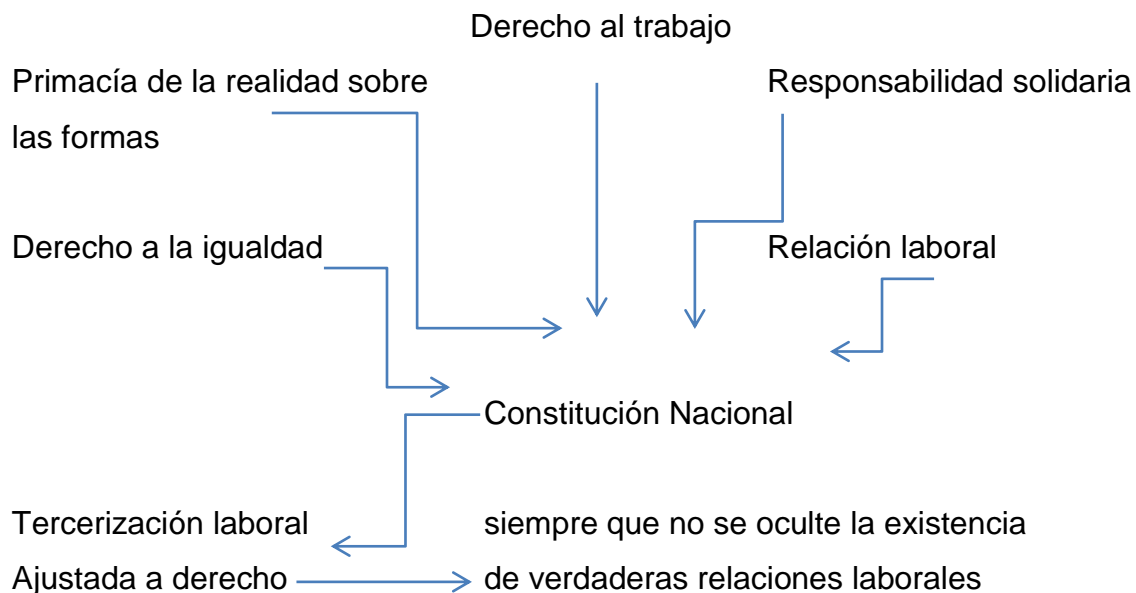 Derecho al trabajo
Primacía de la realidad sobre
las formas
Responsabilidad solidaria
Derecho a la igualdad
Relación laboral
Constitución Nacional
Tercerización laboral
Ajustada a derecho
siempre que no se oculte la existencia
de verdaderas relaciones laborales